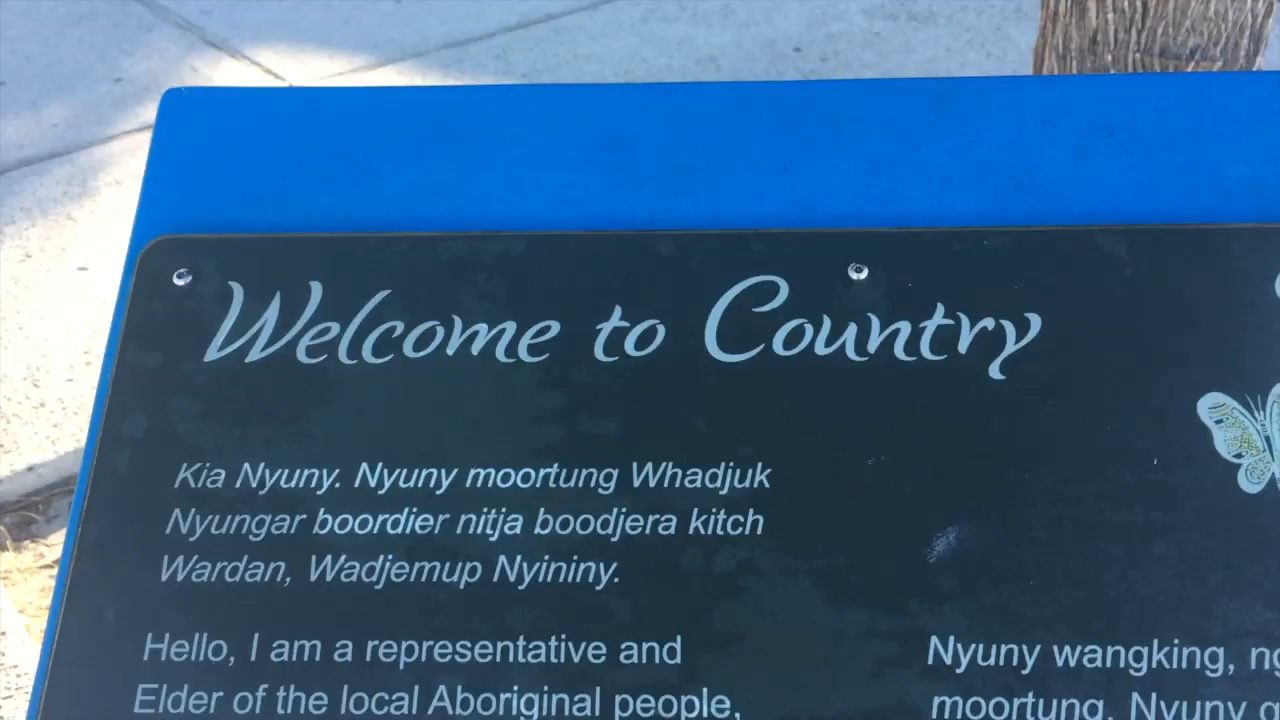 Welcome to Country
Kia Nyuny. Nyuny moortung Whadjuk
Nyungar boordier nitja boodjera kitch
Wardan, Wadjemup Nyininy.
Hello, I am a representative and
Elder of the local Aboriginal people,
Nyuny wangking,
moortung. Nyuny